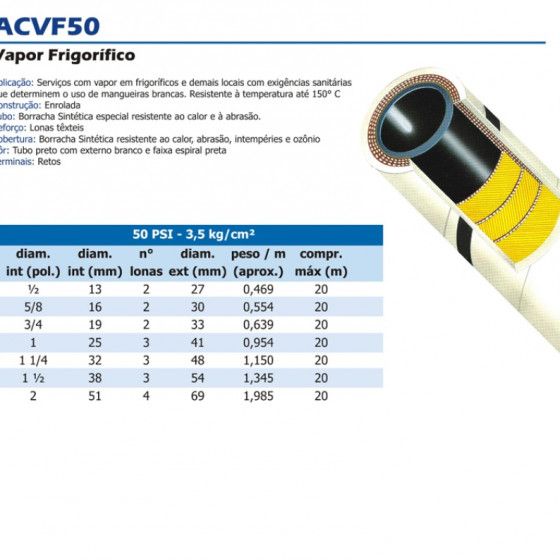 ACVF50
Vapor Frigorífico
plicação: Serviços com vapor em frigoríficos e demais locais com exigências sanitárias
ue determinem o uso de mangueiras brancas. Resistente à temperatura até 150° C
onstrução: Enrolada
ubo: Borracha Sintética especial resistente ao calor e à abrasão.
eforço: Lonas têxteis
obertura: Borracha Sintética resistente ao calor, abrasão, intempéries e ozônio
ôr: Tubo preto com externo branco e faixa espiral preta
erminais: Retos
50 PSI - 3,5 kg/cm²
diam. diam. n° diam. peso / m compr.
int (pol.) int (mm) lonas ext (mm) (aprox.) máx (m)
½ 13 2 27 0,469 20
5/8 16 2 30 0,554 20
3/4 19 2 33 0,639 20
1 25 3 41 0,954 20
1 1/4 32 3 48 1,150 20
1 ½ 38 3 54 1,345 20
2 51 4 69 1,985 20